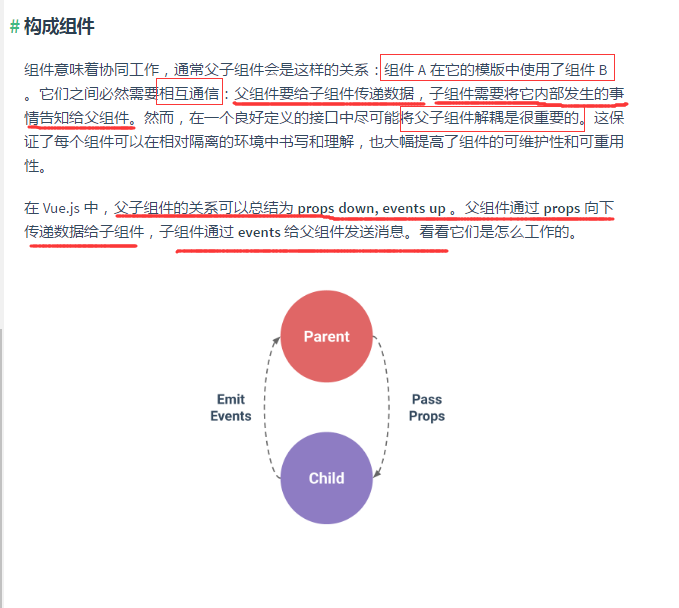 # 构成组件
组件意味着协同工作，通常父子组件会是这样的关系：组件 A 在它的模版中使用了组件 B
。它们之间必然需要相互通信：父组件要给子组件传递数据，子组件需要将它内部发生的事
情告知给父组件。然而，在一个良好定义的接口中尽可能将父子组件解耦是很重要的。这保
证了每个组件可以在相对隔离的环境中书写和理解，也大幅提高了组件的可维护性和可重用
性。
在 Vue.js 中，父子组件的关系可以总结为 props down, events up 。父组件通过 props 向下
传递数据给子组件，子组件通过 events 给父组件发送消息。看看它们是怎么工作的。
Parent
Emit
Events
Pass
Props
Child